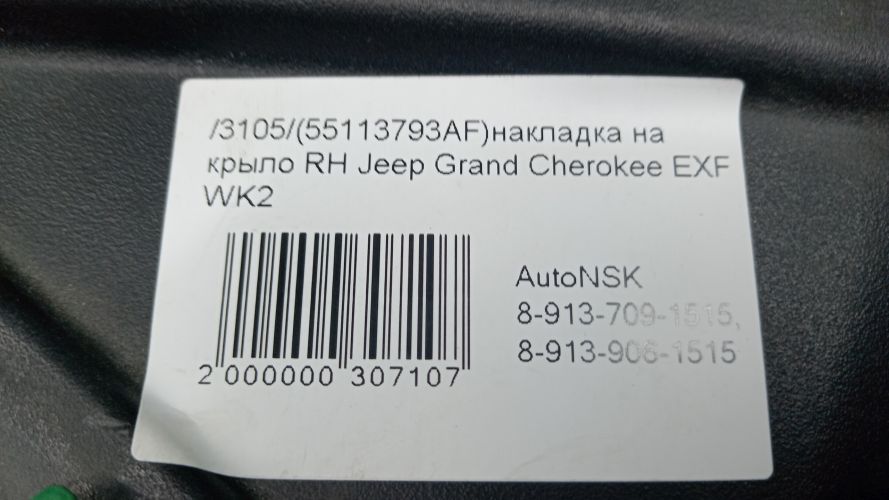 /3105/(55113793AF)накладка на
крыло RH Jeep Grand Cherokee EXF
WK2
AutoNSK
8-913-709-1515,
8-913-906-1515
2 000000 307107